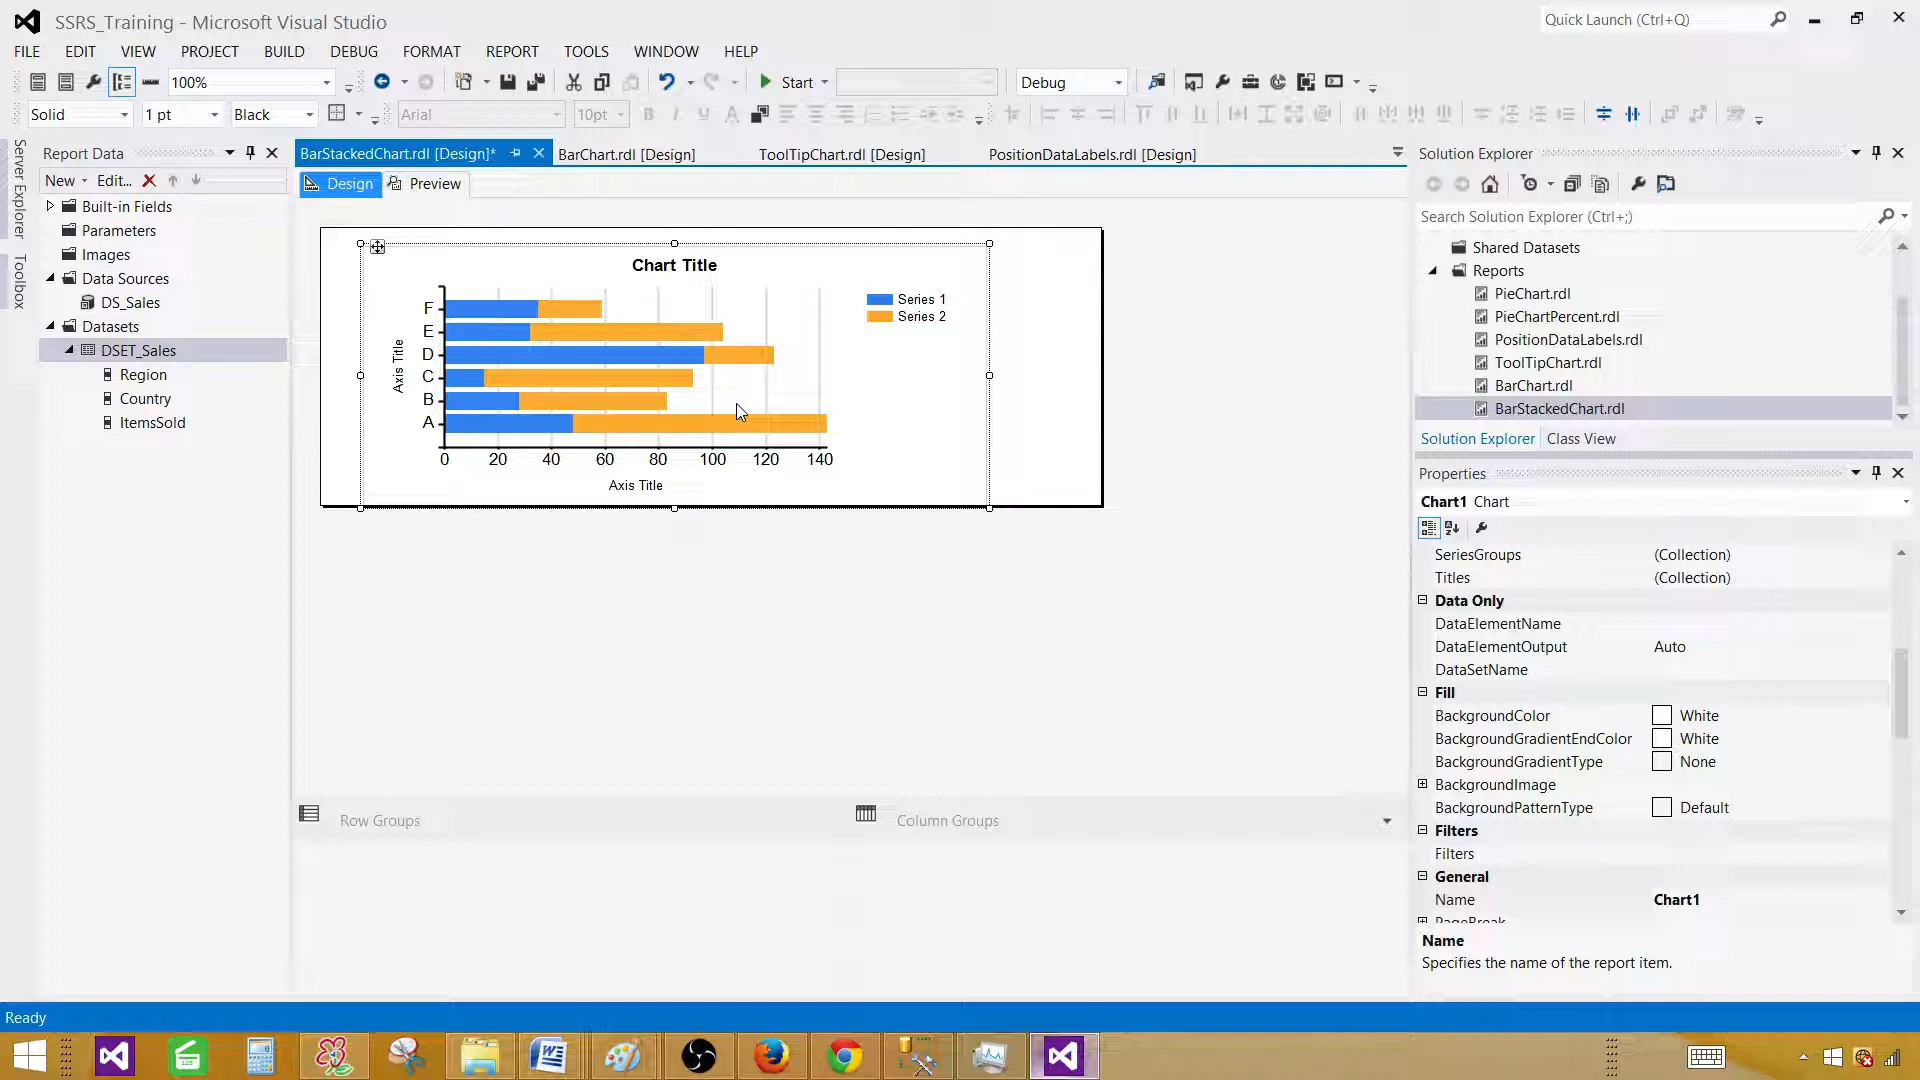 SSRS_Training - Microsoft Visual Studio
Quick Launch (Ctrl+Q)
FILE EDIT VIEW PROJECT BUILD DEBUG FORMAT REPORT TOOLS WINDOW HELP
100% Start Debug
Solid 1 pt Black Arial 10pt B I U A
Server Explorer
Toolbox
Report Data
New Edit...
Built-in Fields
Parameters
Images
Data Sources
DS_Sales
Datasets
DSET_Sales
Region
Country
ItemsSold
BarStackedChart.rdl [Design]* BarChart.rdl [Design] ToolTipChart.rdl [Design] PositionDataLabels.rdl [Design]
Design Preview
Chart Title
Series 1
Series 2
Axis Title
F
E
D
C
B
A
0 20 40 60 80 100 120 140
Axis Title
Row Groups Column Groups
Solution Explorer
Search Solution Explorer (Ctrl+;)
Shared Datasets
Reports
PieChart.rdl
PieChartPercent.rdl
PositionDataLabels.rdl
ToolTipChart.rdl
BarChart.rdl
BarStackedChart.rdl
Solution Explorer Class View
Properties
Chart1 Chart
SeriesGroups (Collection)
Titles (Collection)
Data Only
DataElementName
DataElementOutput Auto
DataSetName
Fill
BackgroundColor White
BackgroundGradientEndColor White
BackgroundGradientType None
BackgroundImage
BackgroundPatternType Default
Filters
Filters
General
Name Chart1
PageBreak
Name
Specifies the name of the report item.
Ready